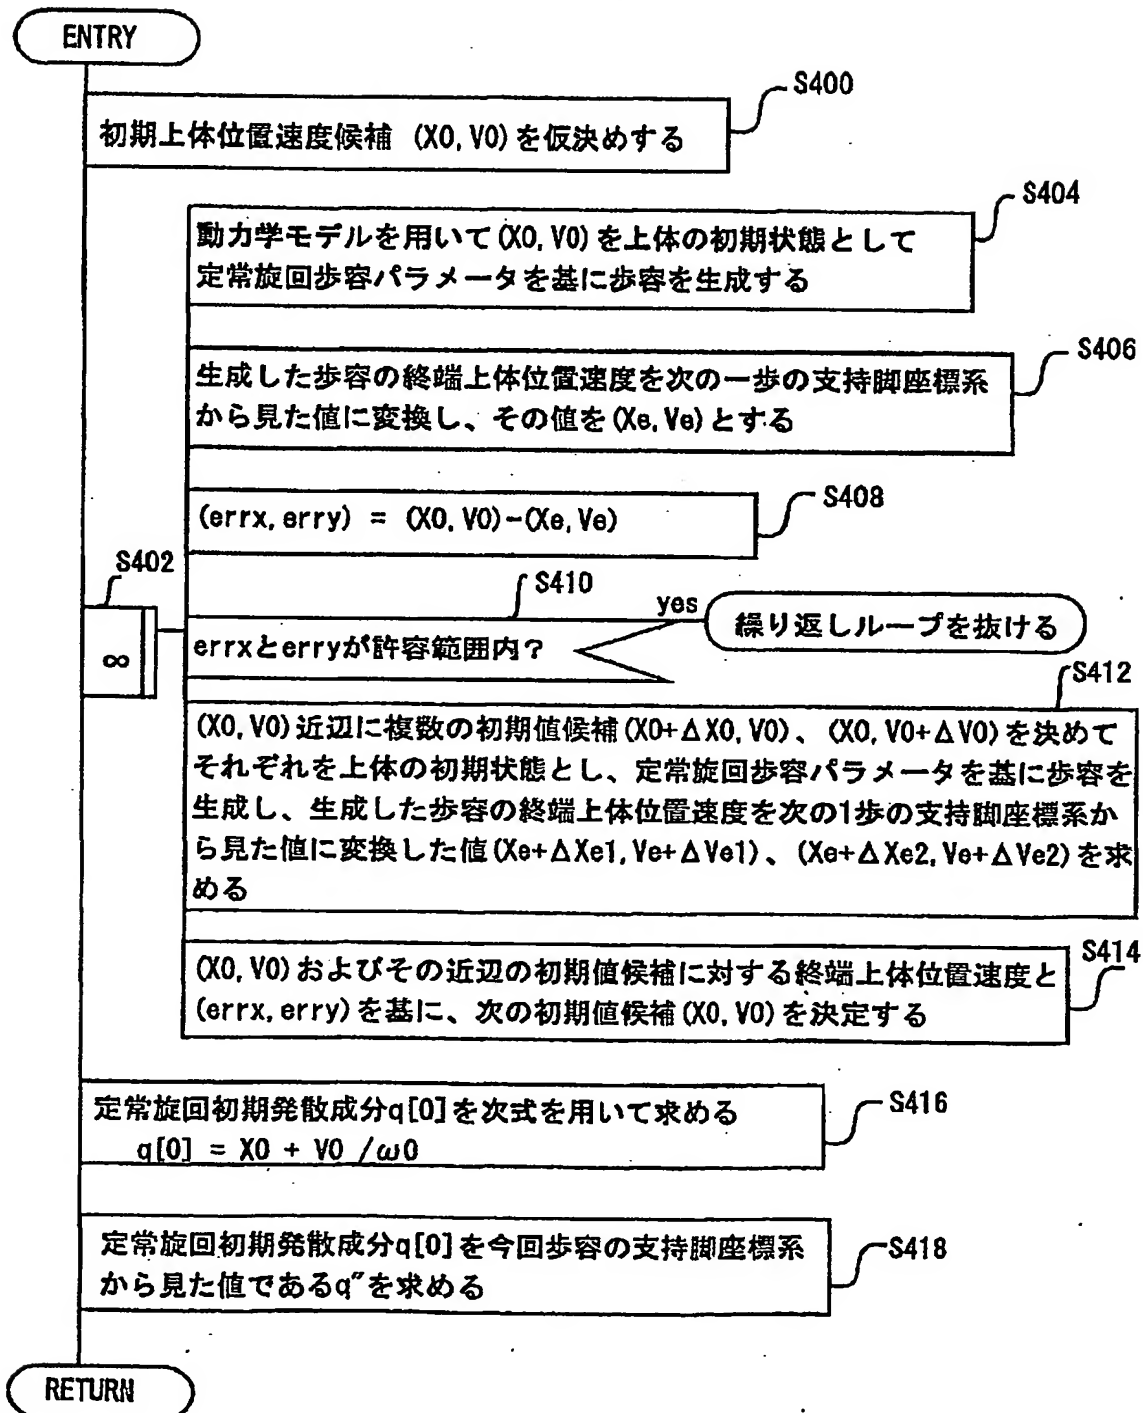 ENTRY
S400
初期上体位置速度候補 (X0, V0)を仮決めする
S404
動力学モデルを用いて(X0, V0)を上体の初期状態として
定常旋回歩容パラメータを基に歩容を生成する
S406
生成した歩容の終端上体位置速度を次の一歩の支持脚座標系
から見た値に変換し、その値を(Xe, Ve)とする
S408
(errx, erry) = (X0, V0)-(Xe, Ve)
S402
∞
S410
errxとerryが許容範囲内?
yes
繰り返しループを抜ける
S412
(X0, V0)近辺に複数の初期値候補(X0+ΔX0, V0)、(X0, V0+ΔV0)を決めて
それぞれを上体の初期状態とし、定常旋回歩容パラメータを基に歩容を
生成し、生成した歩容の終端上体位置速度を次の1歩の支持脚座標系か
ら見た値に変換した値(Xe+ΔXe1, Ve+ΔVe1)、(Xe+ΔXe2, Ve+ΔVe2)を求
める
S414
(X0, V0)およびその近辺の初期値候補に対する終端上体位置速度と
(errx, erry)を基に、次の初期値候補(X0, V0)を決定する
S416
定常旋回初期発散成分q[0]を次式を用いて求める
q[0] = X0 + V0 /ω0
S418
定常旋回初期発散成分q[0]を今回歩容の支持脚座標系
から見た値であるq″を求める
RETURN